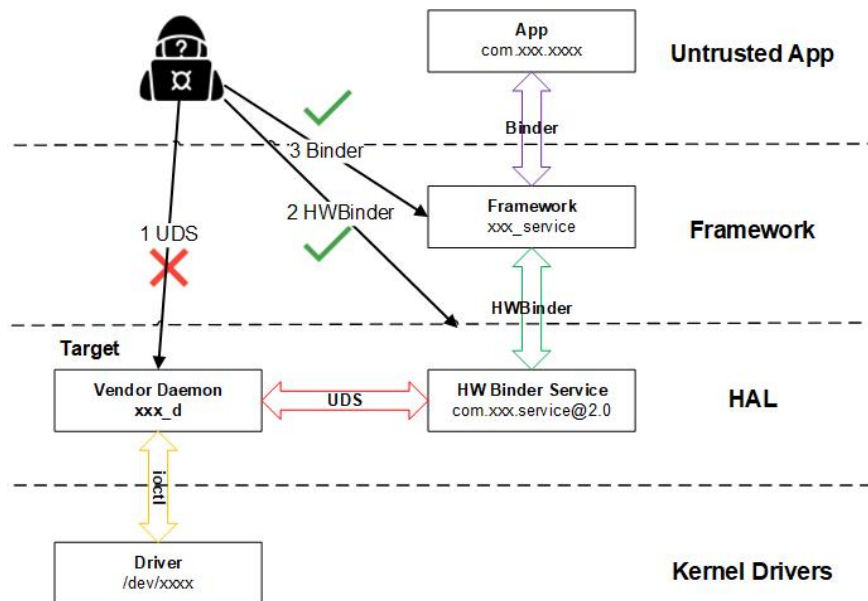 ?
App
com.xxx.xxxx
Untrusted App
Binder
3 Binder
2 HWBinder
1 UDS
Framework
xxx_service
Framework
HWBinder
Target
Vendor Daemon
xxx_d
UDS
HW Binder Service
com.xxx.service@2.0
HAL
ioctl
Driver
/dev/xxxx
Kernel Drivers